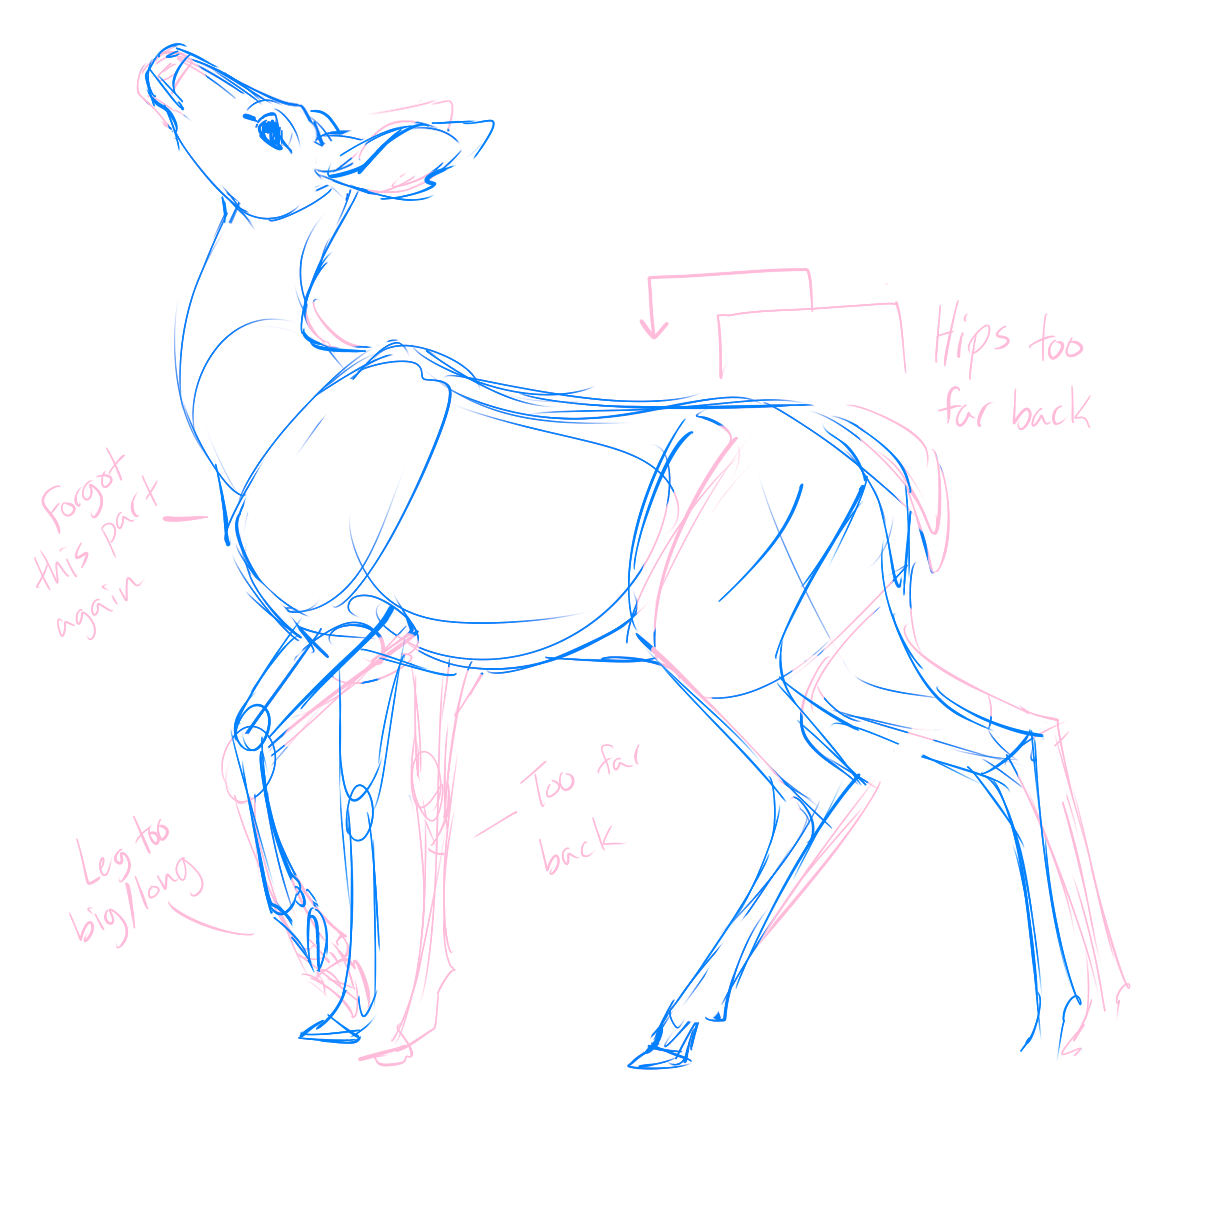 Hips too
far back
Forgot
this part
again
Too far
back
Leg too
big/long